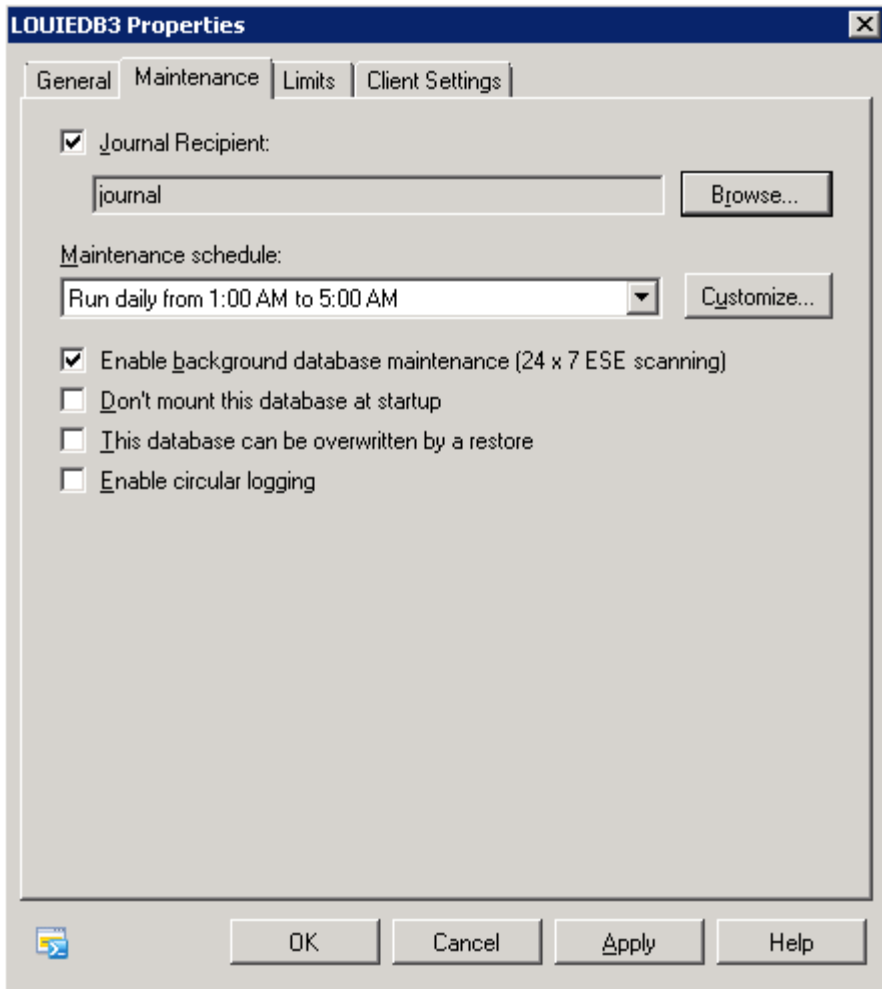 LOUIEDB3 Properties
General Maintenance Limits Client Settings
Journal Recipient:
journal Browse...
Maintenance schedule:
Run daily from 1:00 AM to 5:00 AM Customize...
Enable background database maintenance (24 x 7 ESE scanning)
Don't mount this database at startup
This database can be overwritten by a restore
Enable circular logging
OK Cancel Apply Help